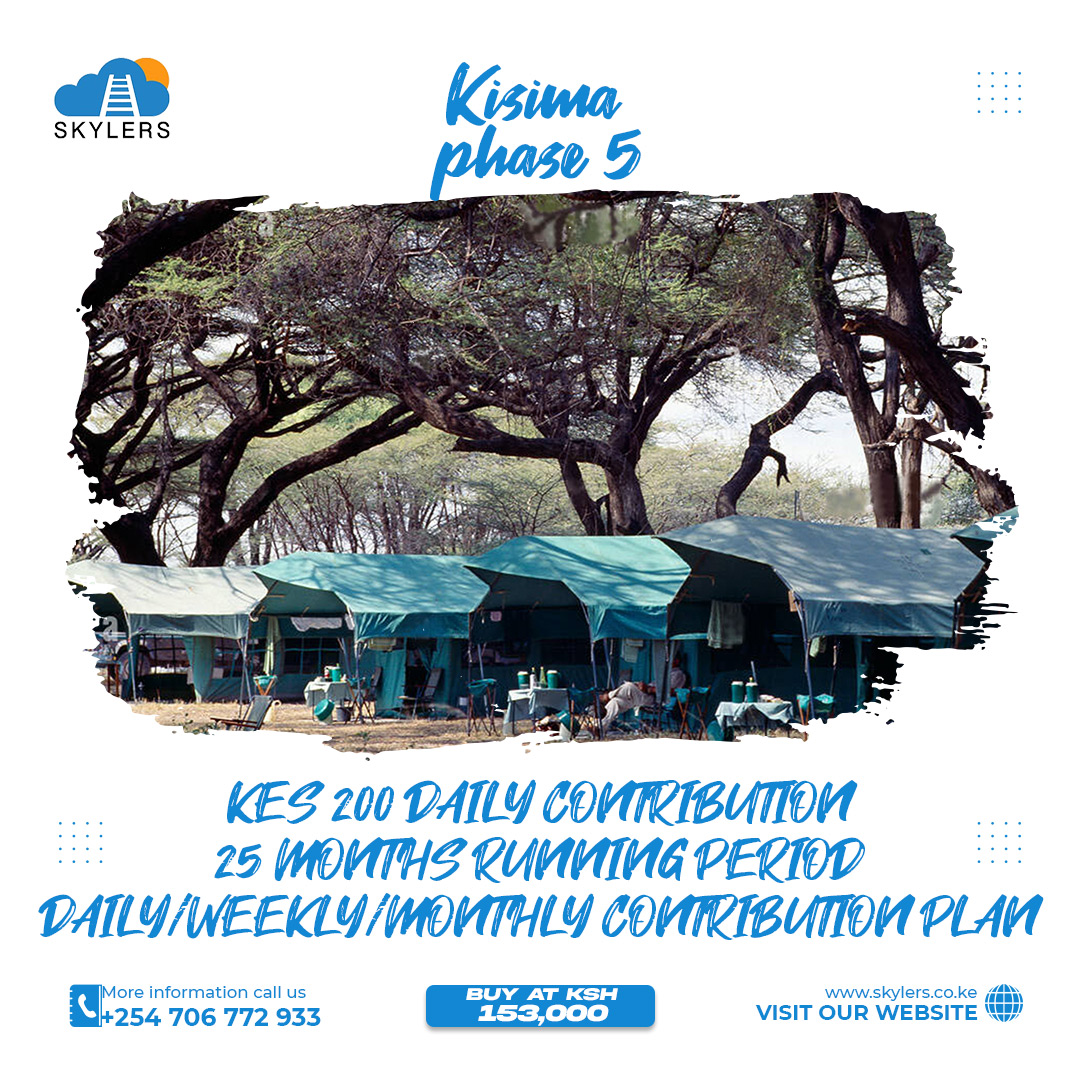 SKYLERS
Kisima
phase 5
a
KES 200 DAILY CONTRIBUTION
25 MONTHS RUNNING PERIOD
DAILY/WEEKLY/MONTHLY CONTRIBUTION PLAN
More information call us
+254 706 772 933
BUY AT KSH
153,000
www.skylers.co.ke
VISIT OUR WEBSITE